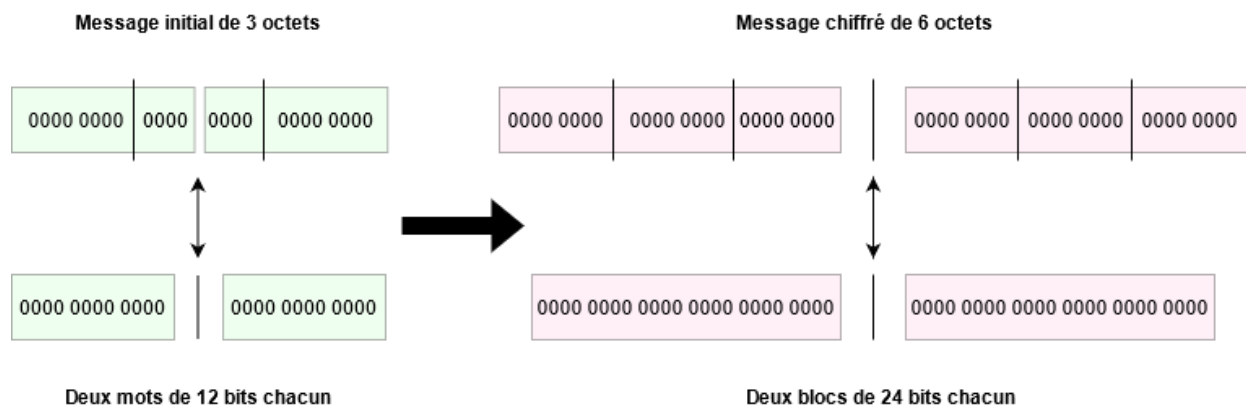 Message initial de 3 octets
Message chiffré de 6 octets
0000 0000 0000 0000 0000 0000
0000 0000 0000 0000 0000 0000 0000 0000 0000 0000 0000 0000
0000 0000 0000 0000 0000 0000
0000 0000 0000 0000 0000 0000 0000 0000 0000 0000 0000 0000
Deux mots de 12 bits chacun
Deux blocs de 24 bits chacun